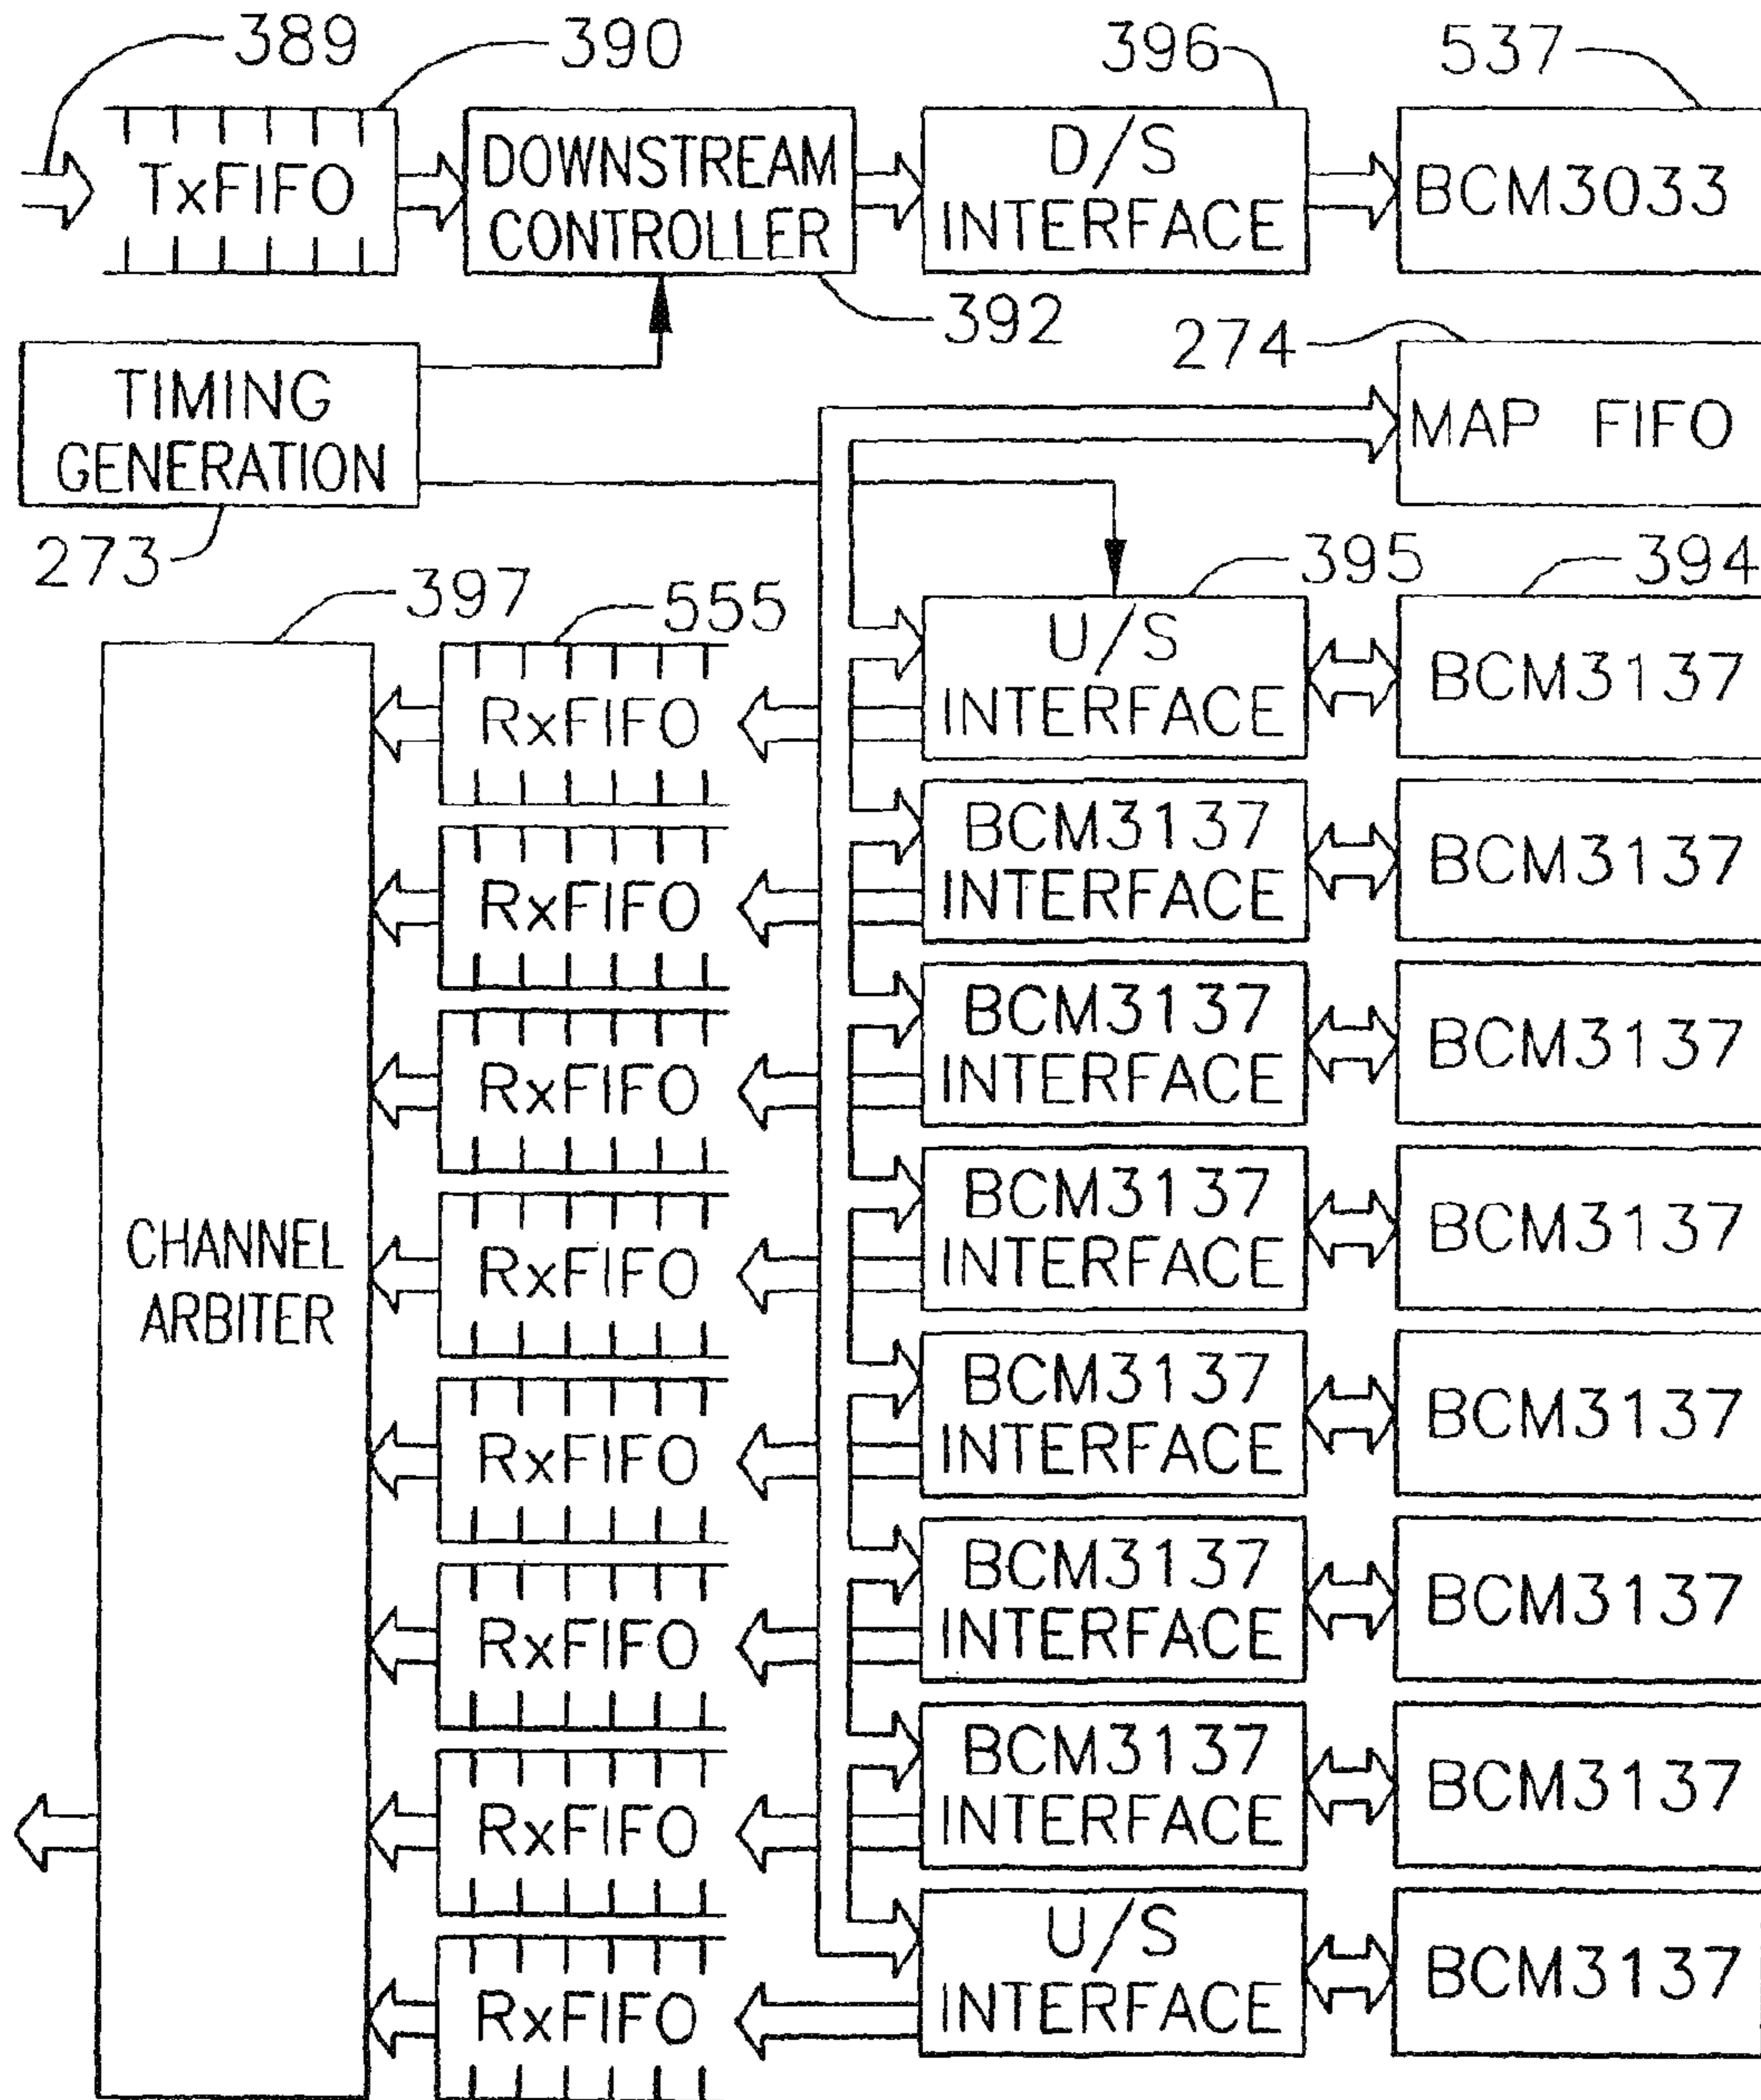 389
390
396
537
TxFIFO
DOWNSTREAM
CONTROLLER
D/S
INTERFACE
BCM3033
392
274
TIMING
GENERATION
MAP FIFO
273
397
555
395
394
RxFIFO
U/S
INTERFACE
BCM3137
RxFIFO
BCM3137
INTERFACE
BCM3137
RxFIFO
BCM3137
INTERFACE
BCM3137
CHANNEL
ARBITER
RxFIFO
BCM3137
INTERFACE
BCM3137
RxFIFO
BCM3137
INTERFACE
BCM3137
RxFIFO
BCM3137
INTERFACE
BCM3137
RxFIFO
BCM3137
INTERFACE
BCM3137
RxFIFO
U/S
INTERFACE
BCM3137